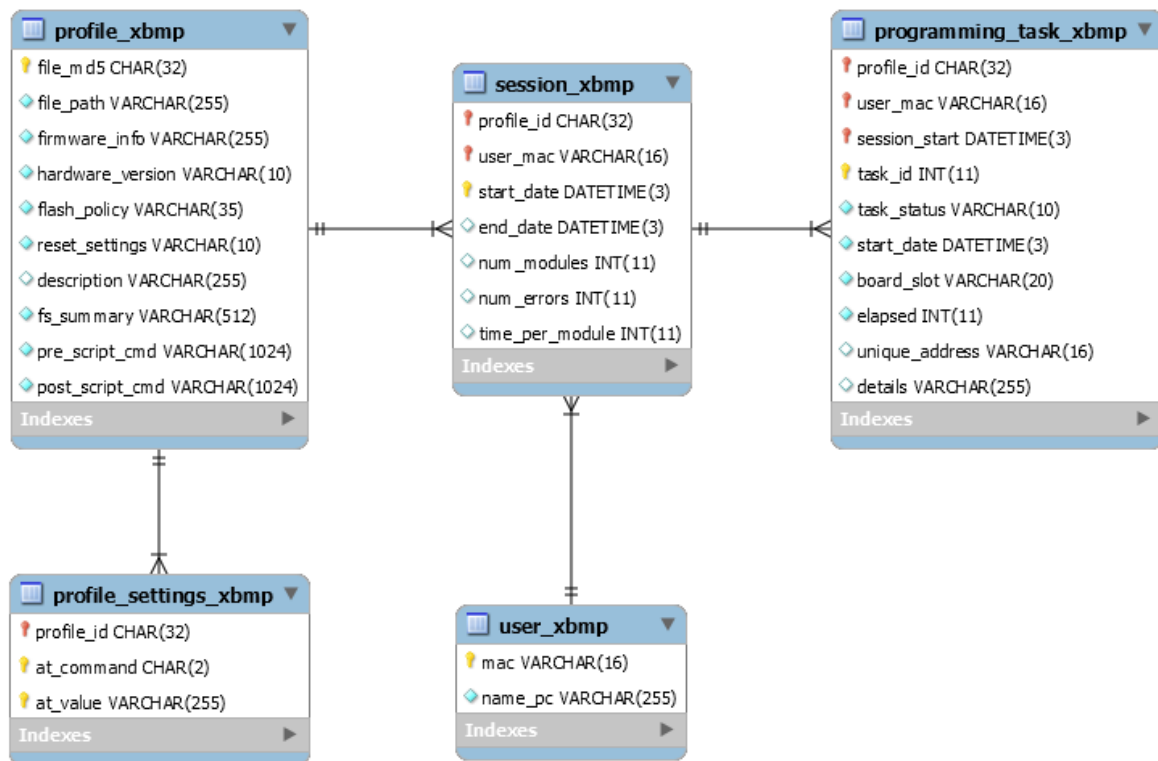 profile_xbmp
file_md5 CHAR(32)
file_path VARCHAR(255)
firmware_info VARCHAR(255)
hardware_version VARCHAR(10)
flash_policy VARCHAR(35)
reset_settings VARCHAR(10)
description VARCHAR(255)
fs_summary VARCHAR(512)
pre_script_cmd VARCHAR(1024)
post_script_cmd VARCHAR(1024)
Indexes
session_xbmp
profile_id CHAR(32)
user_mac VARCHAR(16)
start_date DATETIME(3)
end_date DATETIME(3)
num_modules INT(11)
num_errors INT(11)
time_per_module INT(11)
Indexes
programming_task_xbmp
profile_id CHAR(32)
user_mac VARCHAR(16)
session_start DATETIME(3)
task_id INT(11)
task_status VARCHAR(10)
start_date DATETIME(3)
board_slot VARCHAR(20)
elapsed INT(11)
unique_address VARCHAR(16)
details VARCHAR(255)
Indexes
profile_settings_xbmp
profile_id CHAR(32)
at_command CHAR(2)
at_value VARCHAR(255)
Indexes
user_xbmp
mac VARCHAR(16)
name_pc VARCHAR(255)
Indexes